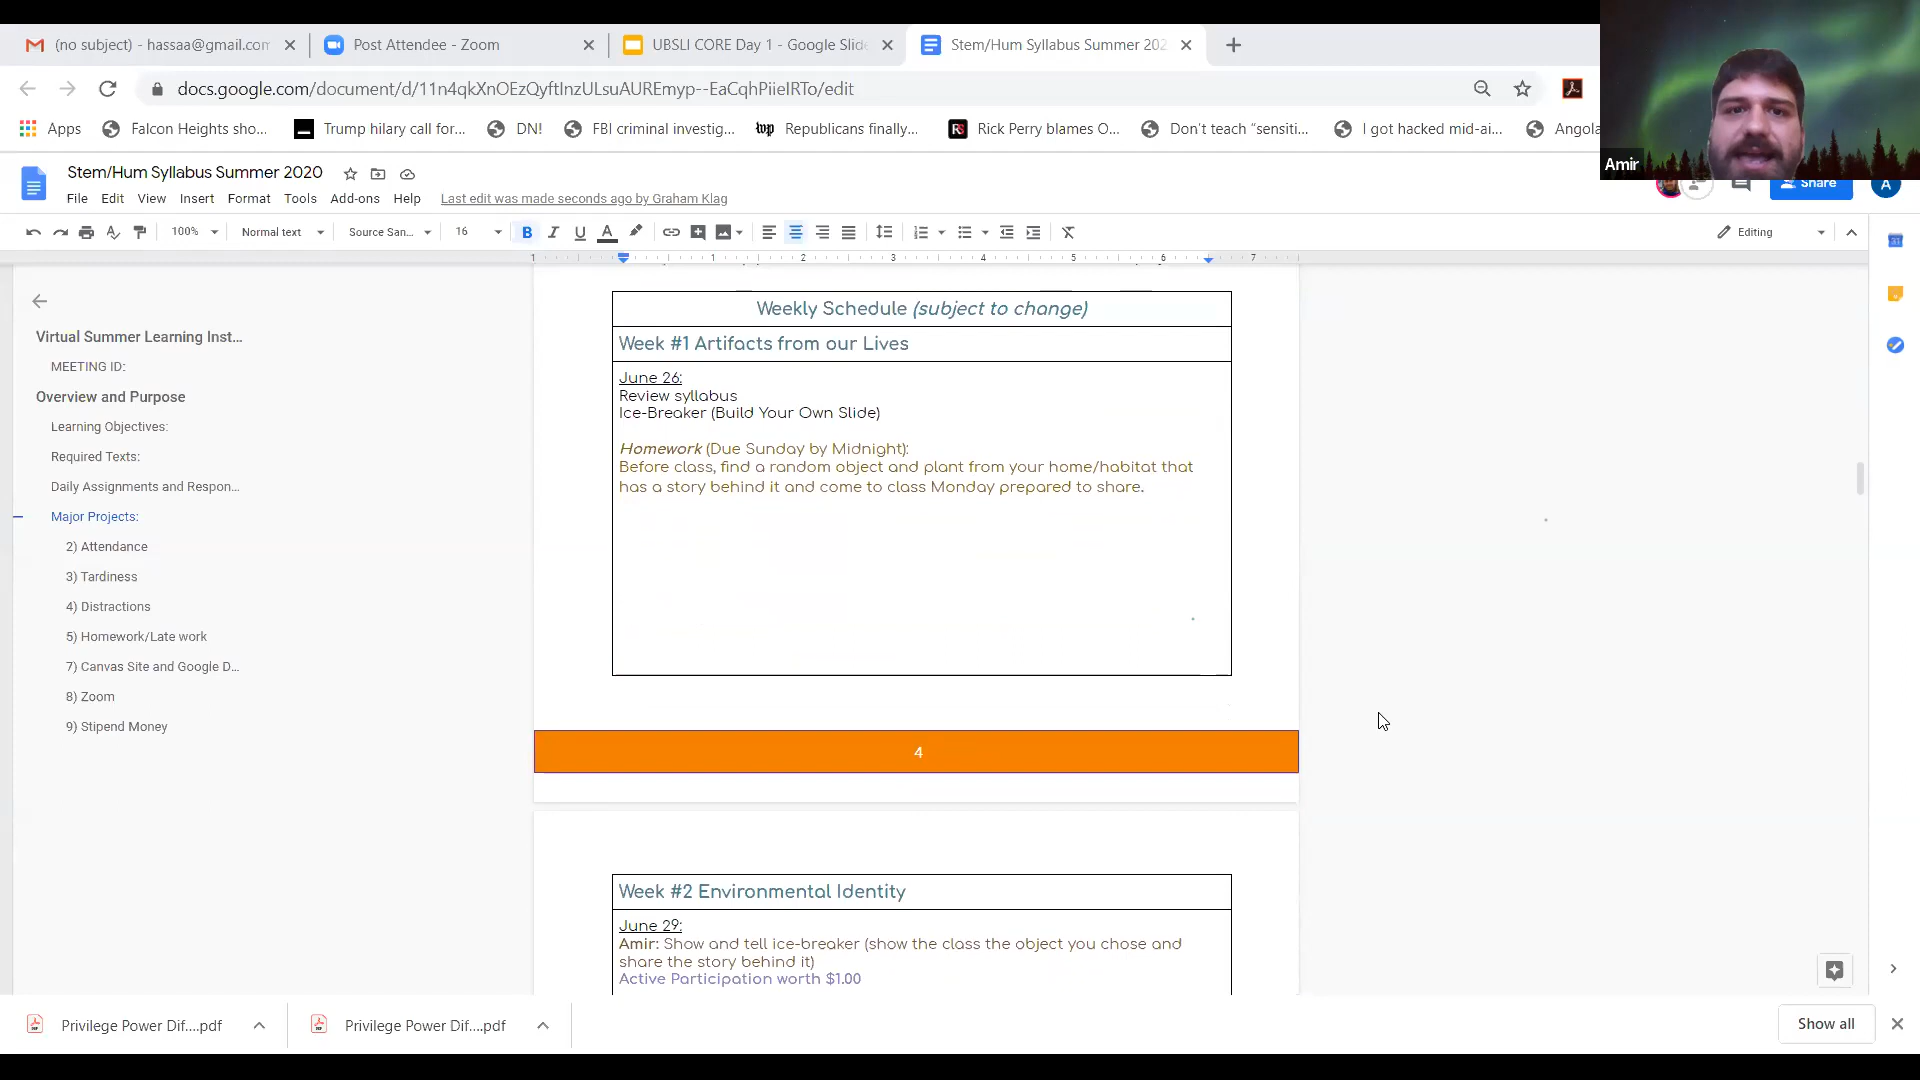 (no subject) - hassaa@gmail.com
Post Attendee - Zoom
UBSLI CORE Day 1 - Google Slide
Stem/Hum Syllabus Summer 202
docs.google.com/document/d/11n4qkXnOEzQyftInzULsuAUREmyp--EaCqhPiieIRTo/edit
Apps
Falcon Heights sho...
Trump hilary call for...
DN!
FBI criminal investig...
wp
Republicans finally...
RS
Rick Perry blames O...
Don't teach “sensiti...
I got hacked mid-ai...
Angola
Amir
Stem/Hum Syllabus Summer 2020
File Edit View Insert Format Tools Add-ons Help
Last edit was made seconds ago by Graham Klag
Share
A
100%
Normal text
Source San...
16
B I U A
Editing
1 1 2 3 4 5 6 7
Virtual Summer Learning Inst...
MEETING ID:
Overview and Purpose
Learning Objectives:
Required Texts:
Daily Assignments and Respon...
Major Projects:
2) Attendance
3) Tardiness
4) Distractions
5) Homework/Late work
7) Canvas Site and Google D...
8) Zoom
9) Stipend Money
Weekly Schedule (subject to change)
Week #1 Artifacts from our Lives
June 26:
Review syllabus
Ice-Breaker (Build Your Own Slide)
Homework (Due Sunday by Midnight):
Before class, find a random object and plant from your home/habitat that
has a story behind it and come to class Monday prepared to share.
4
Week #2 Environmental Identity
June 29:
Amir: Show and tell ice-breaker (show the class the object you chose and
share the story behind it)
Active Participation worth $1.00
Privilege Power Dif....pdf
Privilege Power Dif....pdf
Show all